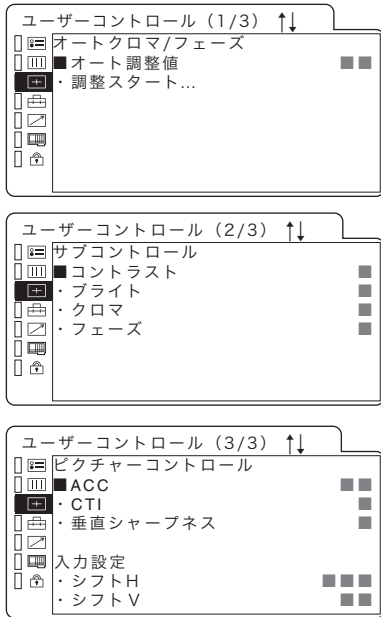 ユーザーコントロール（1/3） ↑↓
オートクロマ/フェーズ
■オート調整値 ■■
・調整スタート...
ユーザーコントロール（2/3） ↑↓
サブコントロール
■コントラスト ■
・ブライト ■
・クロマ ■
・フェーズ ■
ユーザーコントロール（3/3） ↑↓
ピクチャーコントロール
■ACC ■■
・CTI ■
・垂直シャープネス ■
入力設定
・シフトH ■■■
・シフトV ■■